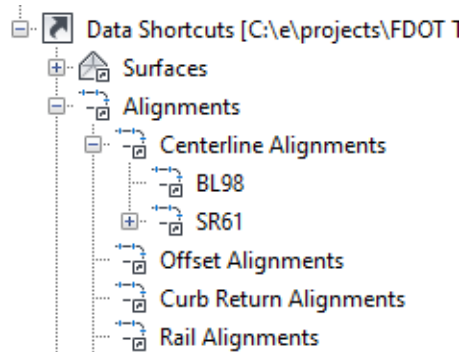 Data Shortcuts [C:\e\projects\FDOT
Surfaces
Alignments
Centerline Alignments
BL98
SR61
Offset Alignments
Curb Return Alignments
Rail Alignments